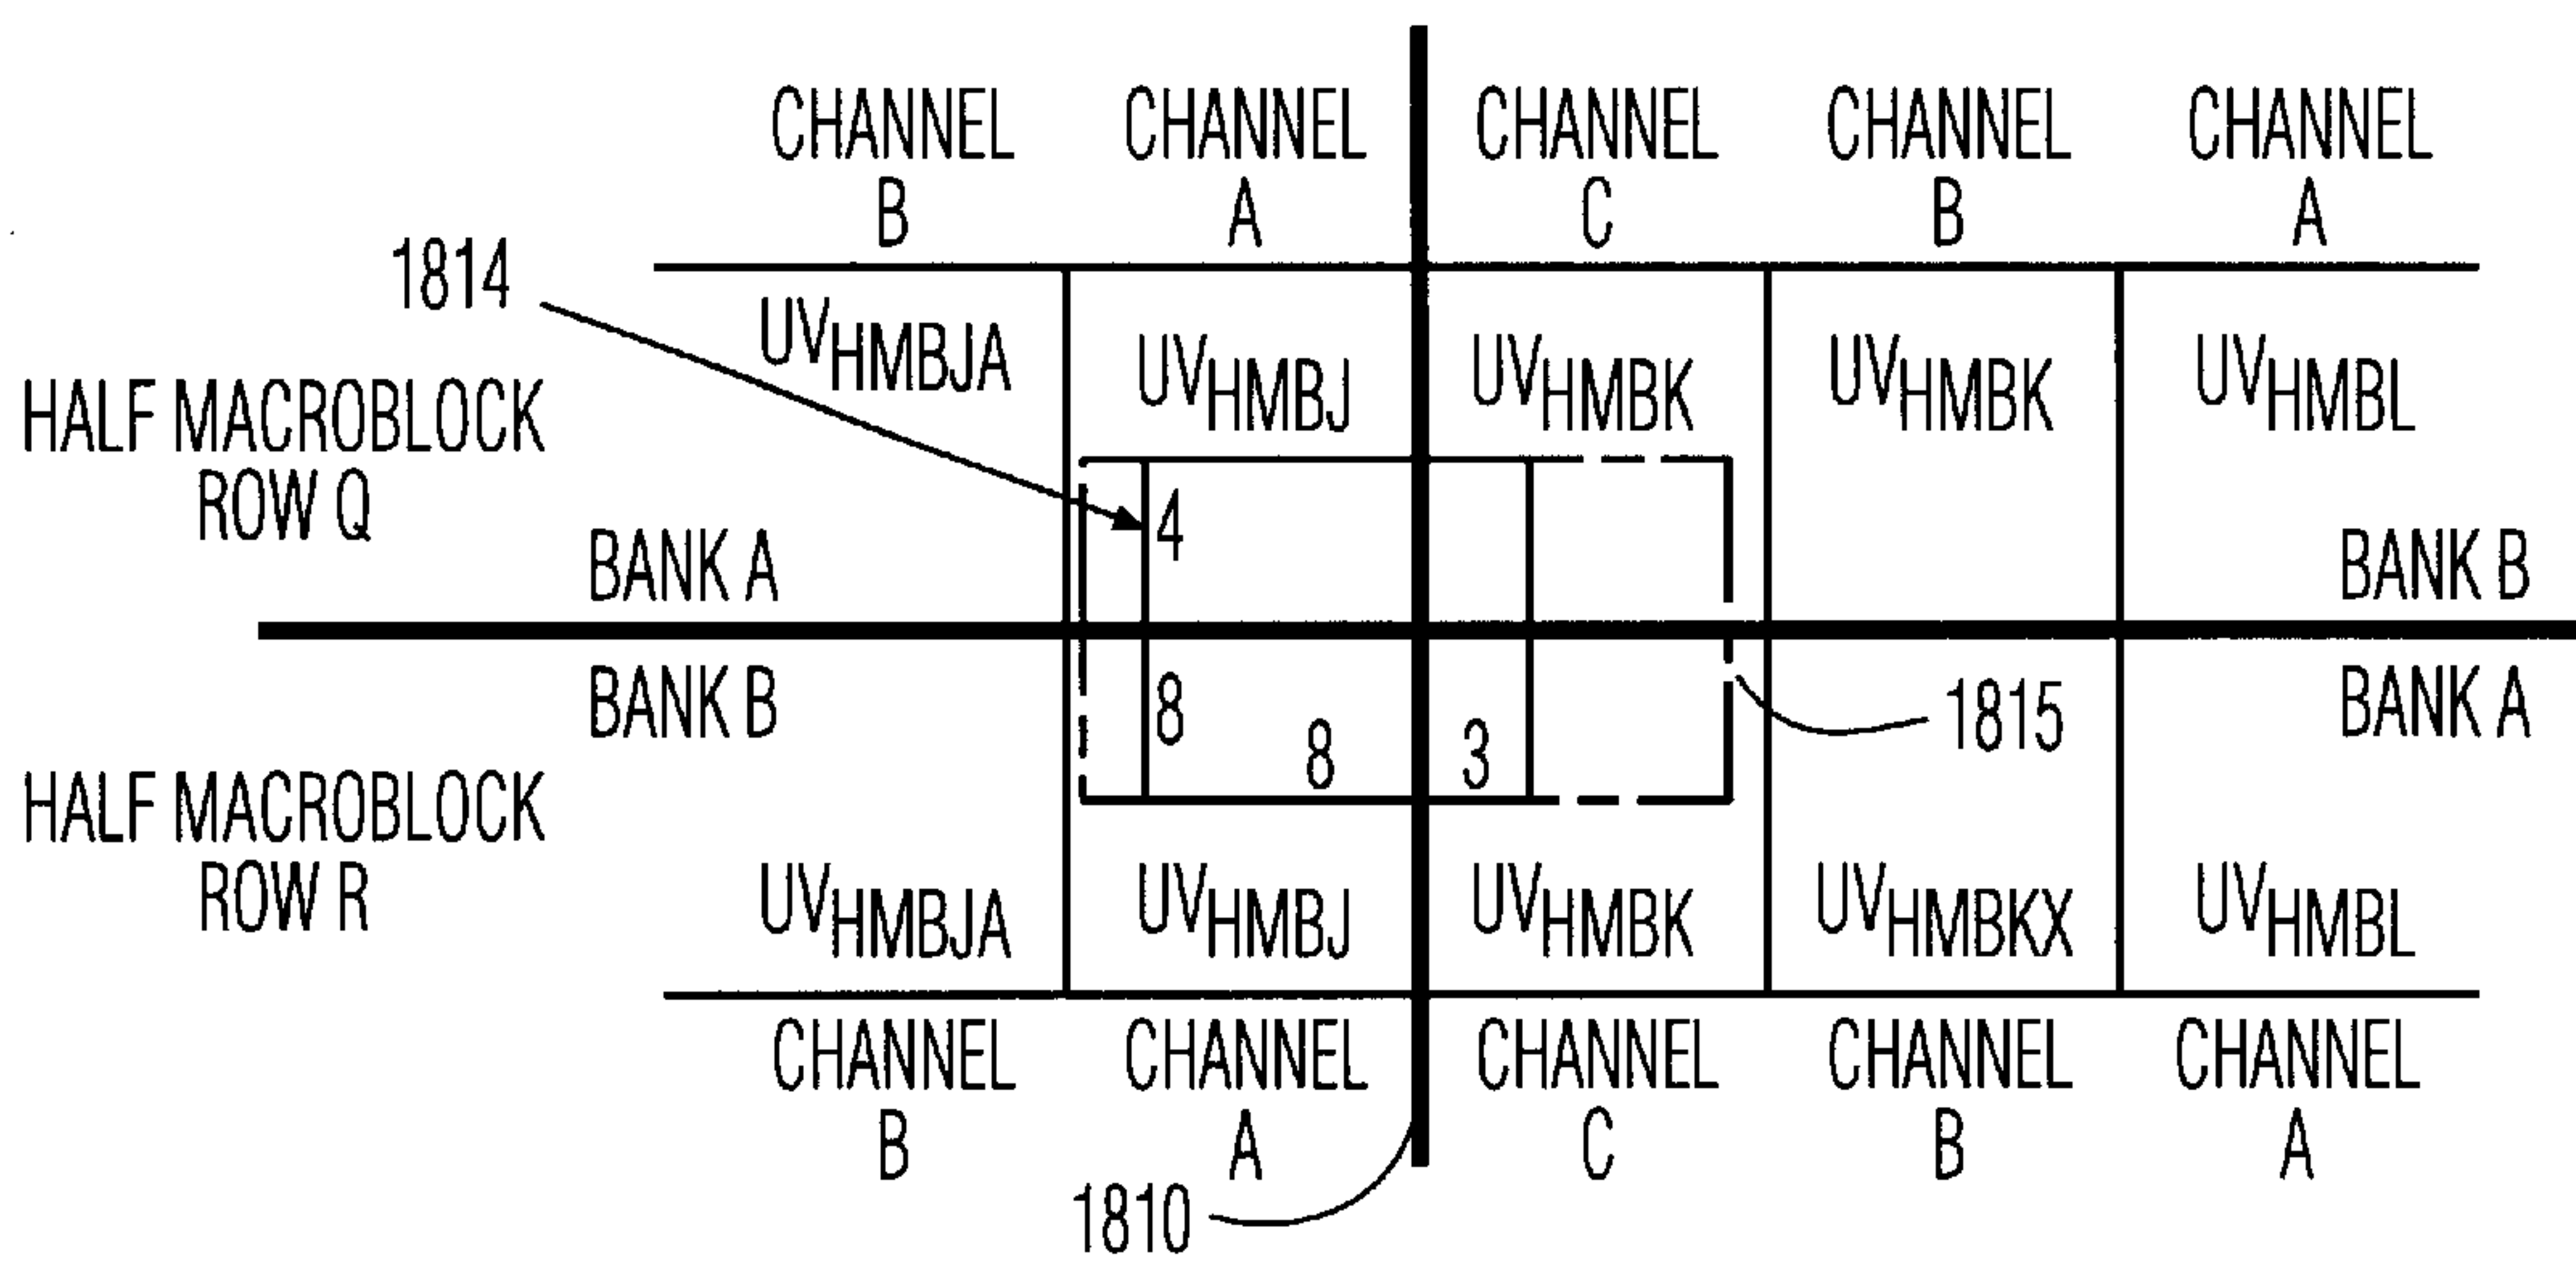 CHANNEL B CHANNEL A CHANNEL C CHANNEL B CHANNEL A
1814
UVHMBJA UVHMBJ UVHMBK UVHMBK UVHMBL
HALF MACROBLOCK
ROW Q
4
BANK A BANK B
BANK B BANK A
8 8 3 1815
HALF MACROBLOCK
ROW R
UVHMBJA UVHMBJ UVHMBK UVHMBKX UVHMBL
CHANNEL B CHANNEL A CHANNEL C CHANNEL B CHANNEL A
1810